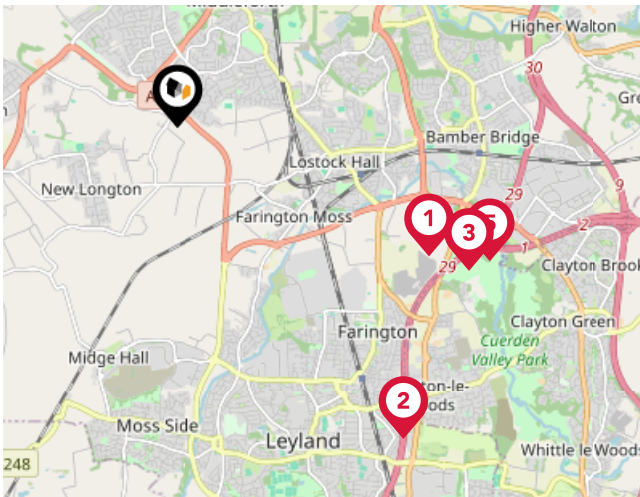 Higher Walton
30
Bamber Bridge
Lostock Hall
9
New Longton
29
Farington Moss
1
3
2
1
29
Clayton Brook
Farington
Clayton Green
Cuerden
Valley Park
Midge Hall
2
Moss Side
Leyland
248
Whittle le Woods